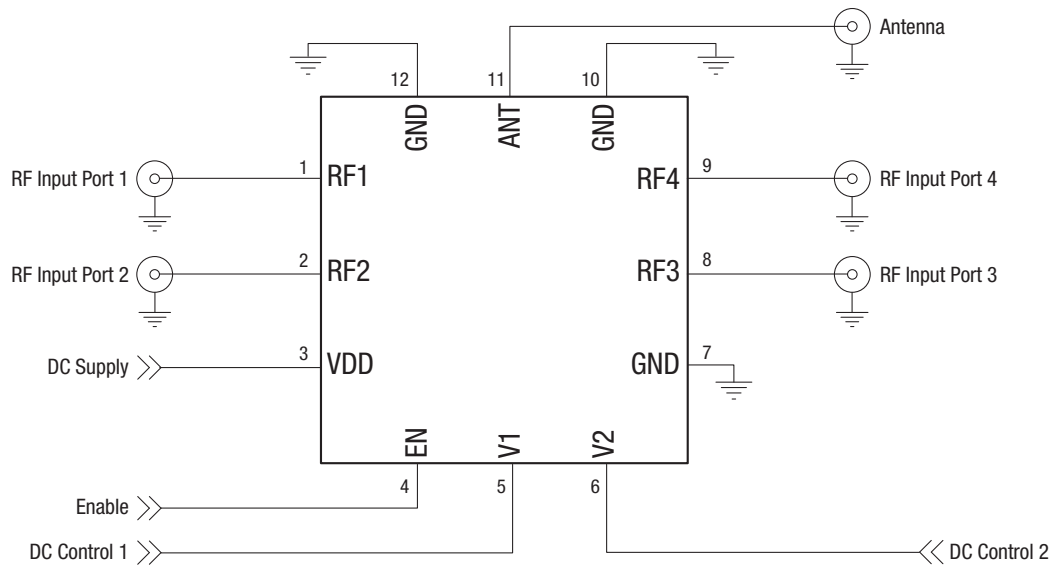 Antenna
12
11
10
GND
ANT
GND
RF Input Port 1
1
RF1
RF4
9
RF Input Port 4
RF Input Port 2
2
RF2
RF3
8
RF Input Port 3
DC Supply
3
VDD
GND
7
EN
V1
V2
4
5
6
Enable
DC Control 1
DC Control 2